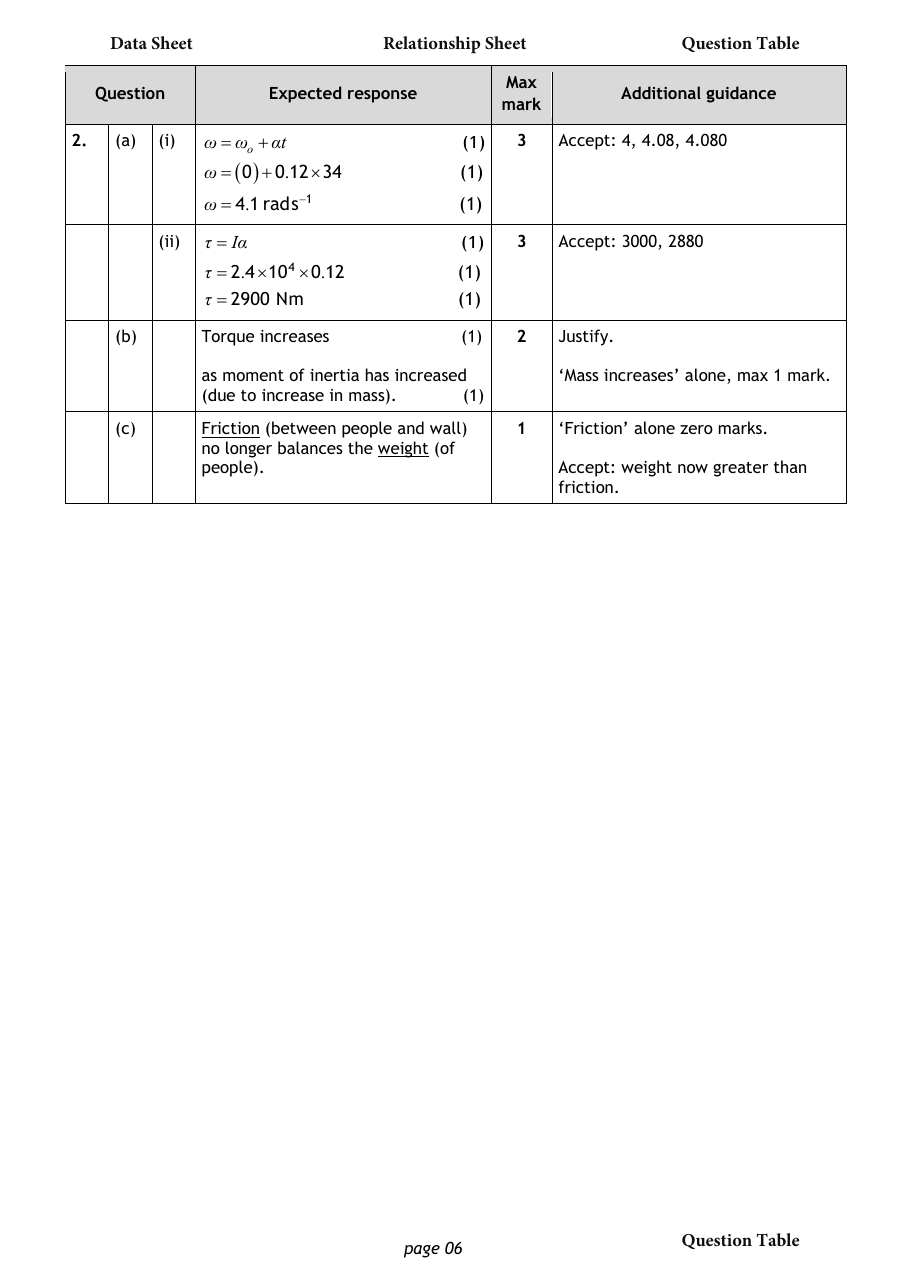 Data Sheet Relationship Sheet Question Table
Question Expected response Max mark Additional guidance
2. (a) (i) ω = ωₒ + αt (1) 3 Accept: 4, 4.08, 4.080
ω = (0) + 0.12 × 34 (1)
ω = 4.1 rad s⁻¹ (1)
(ii) τ = Iα (1) 3 Accept: 3000, 2880
τ = 2.4 × 10⁴ × 0.12 (1)
τ = 2900 Nm (1)
(b) Torque increases (1) 2 Justify.
as moment of inertia has increased ‘Mass increases’ alone, max 1 mark.
(due to increase in mass). (1)
(c) Friction (between people and wall) 1 ‘Friction’ alone zero marks.
no longer balances the weight (of
people). Accept: weight now greater than
friction.
page 06 Question Table